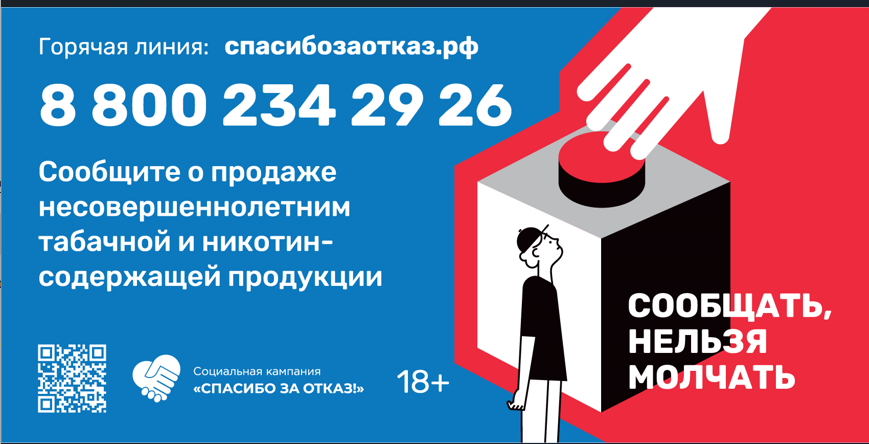 Горячая линия: спасибозаотказ.рф
8 800 234 29 26
Сообщите о продаже
несовершеннолетним
табачной и никотин-
содержащей продукции
Социальная кампания
«СПАСИБО ЗА ОТКАЗ!»
18+
СООБЩАТЬ,
НЕЛЬЗЯ
МОЛЧАТЬ